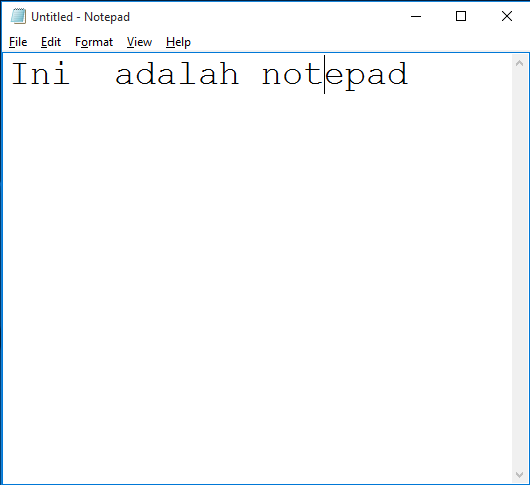 Untitled - Notepad
File Edit Format View Help
Ini  adalah notepad